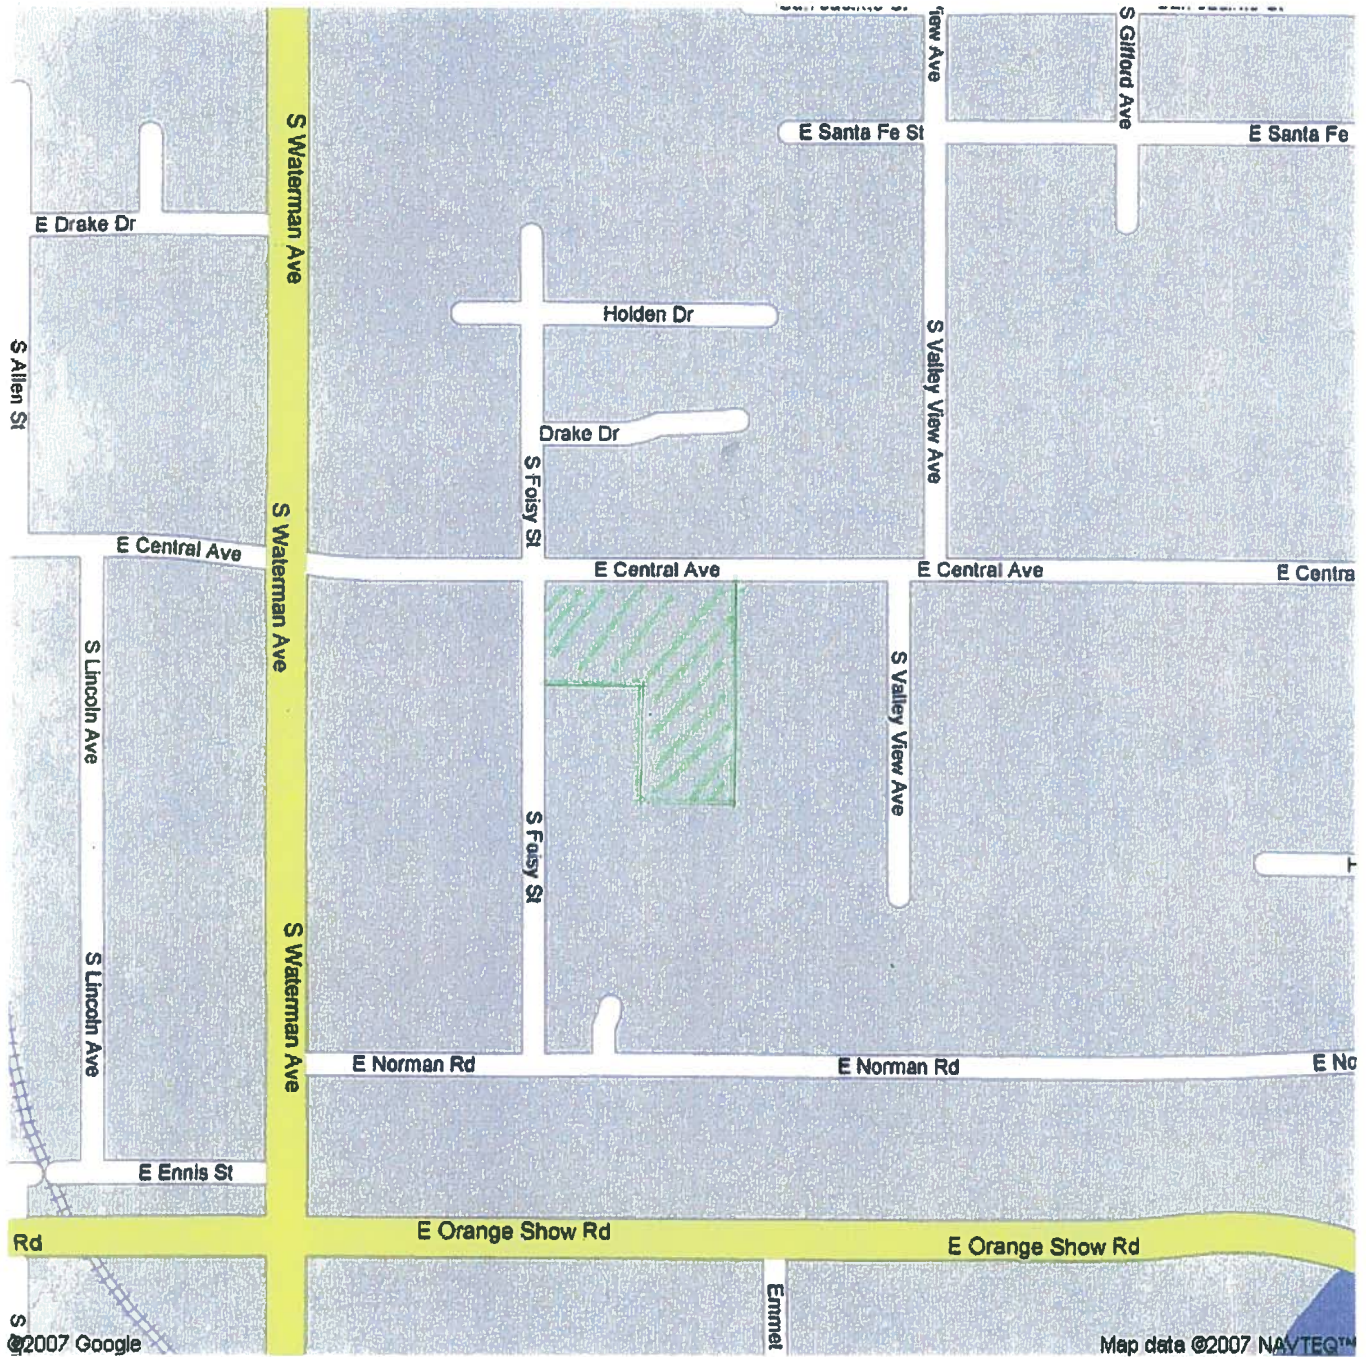 iew Ave
S Gifford Ave
E Santa Fe St
E Santa Fe
S Waterman Ave
E Drake Dr
Holden Dr
S Allen St
S Valley View Ave
Drake Dr
S Foisy St
S Waterman Ave
E Central Ave
E Central Ave
E Central Ave
E Centra
S Lincoln Ave
S Valley View Ave
S Foisy St
H
S Lincoln Ave
S Waterman Ave
E Norman Rd
E Norman Rd
E No
E Ennis St
Rd
E Orange Show Rd
E Orange Show Rd
Emmet
S
©2007 Google
Map data ©2007 NAVTEQ™